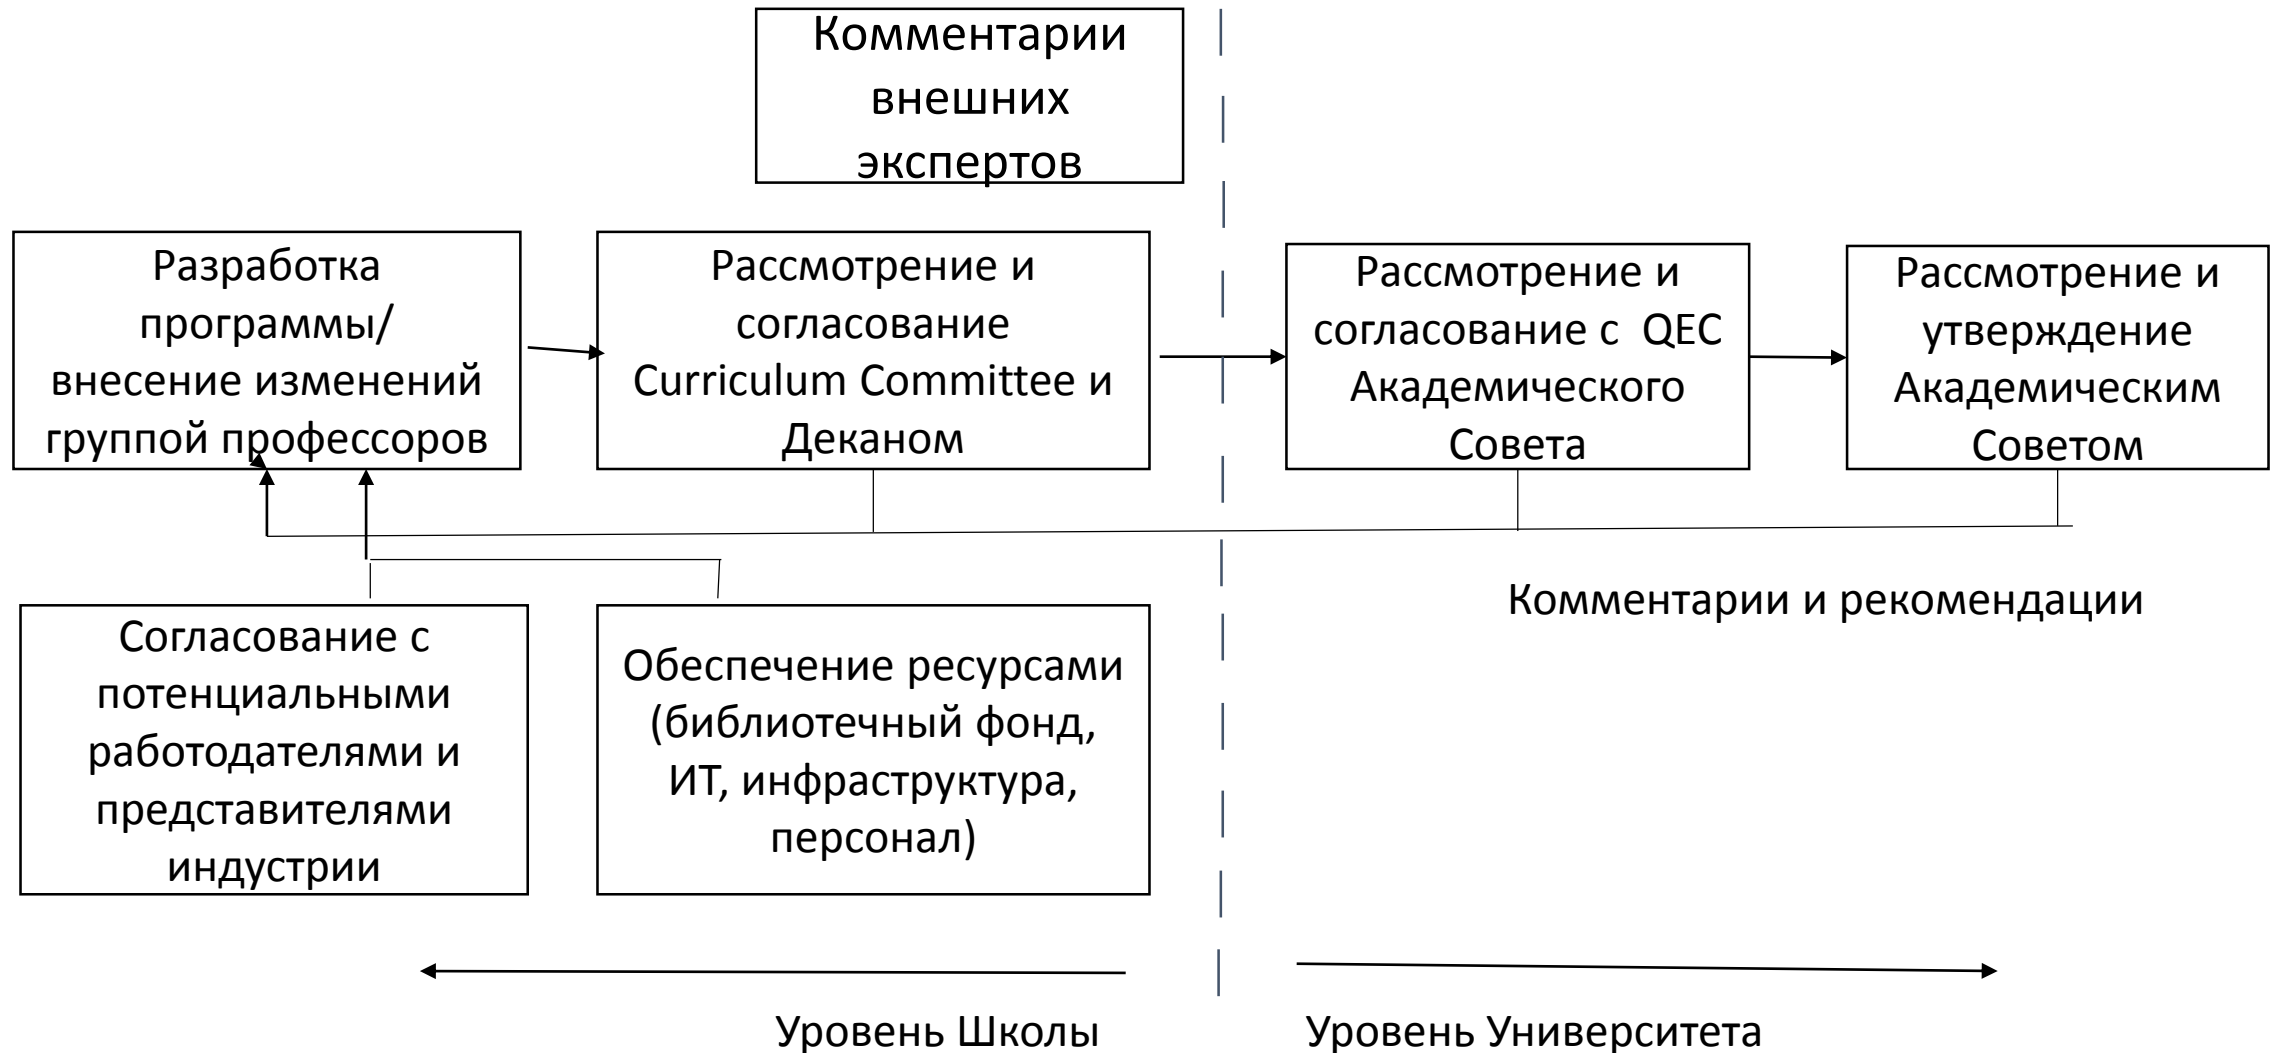 Комментарии
внешних
экспертов
Разработка
программы/
внесение изменений
группой профессоров
Рассмотрение и
согласование
Curriculum Committee и
Деканом
Рассмотрение и
согласование с QEC
Академического
Совета
Рассмотрение и
утверждение
Академическим
Советом
Комментарии и рекомендации
Согласование с
потенциальными
работодателями и
представителями
индустрии
Обеспечение ресурсами
(библиотечный фонд,
ИТ, инфраструктура,
персонал)
Уровень Школы
Уровень Университета